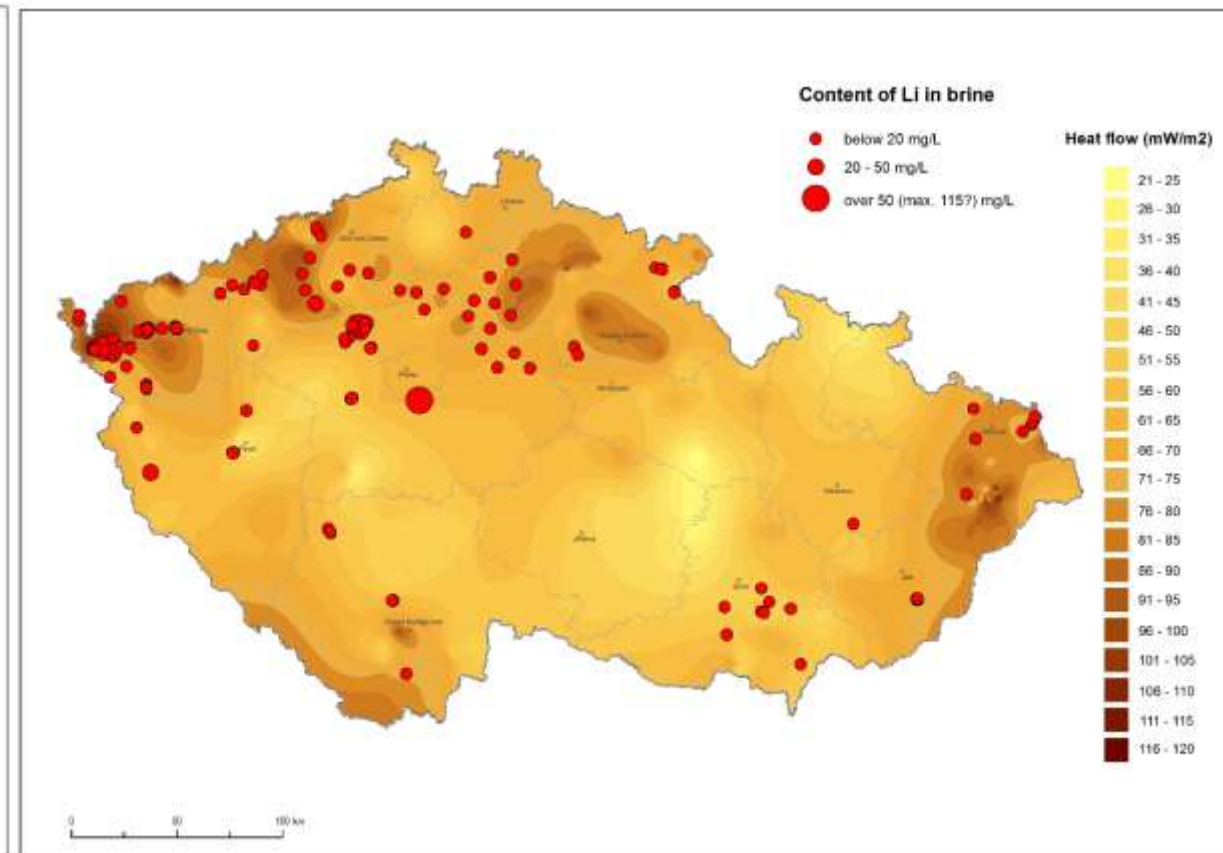 Content of Li in brine
below 20 mg/L
20 - 50 mg/L
over 50 (max. 115?) mg/L
Heat flow (mW/m2)
21 - 25
26 - 30
31 - 35
36 - 40
41 - 45
46 - 50
51 - 55
56 - 60
61 - 65
66 - 70
71 - 75
76 - 80
81 - 85
86 - 90
91 - 95
96 - 100
101 - 105
106 - 110
111 - 115
116 - 120
0
100 km